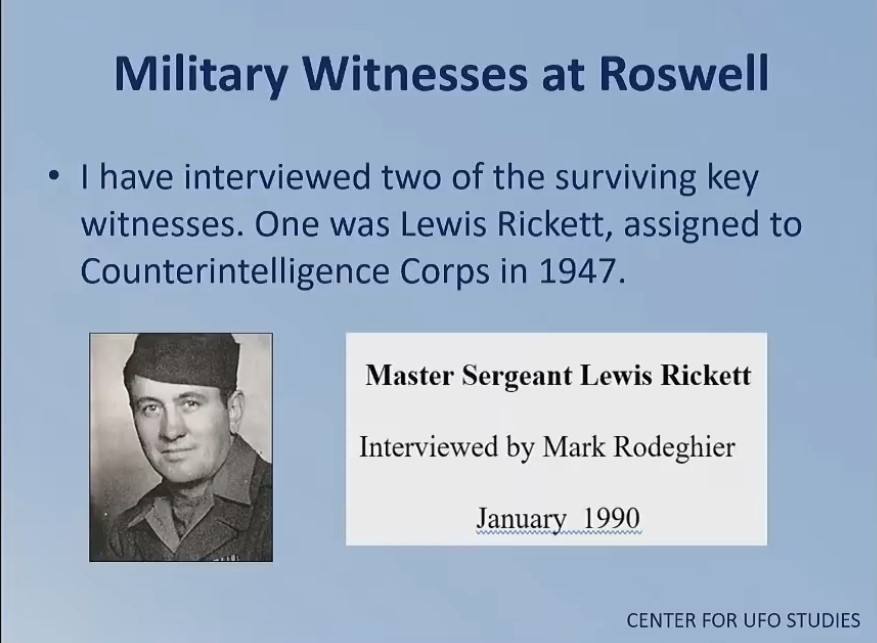 Military Witnesses at Roswell
• I have interviewed two of the surviving key
witnesses. One was Lewis Rickett, assigned to
Counterintelligence Corps in 1947.
Master Sergeant Lewis Rickett
Interviewed by Mark Rodeghier
January 1990
CENTER FOR UFO STUDIES